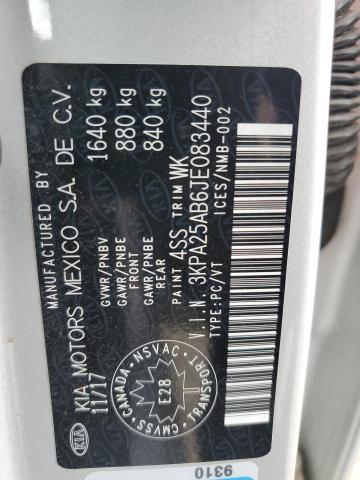 MANUFACTURED BY
KIA MOTORS MEXICO S.A. DE C.V.
11/17
GVWR/PNBV 1640 kg
GAWR/PNBE FRONT 880 kg
GAWR/PNBE REAR 840 kg
PAINT 4SS TRIM WK
V.I.N. 3KPA25AB6JE083440
TYPE:PC/VT ICES/NMB-002
KIA
CMVSS-CANADA-NSVAC
TRANSPORT
E28
9310